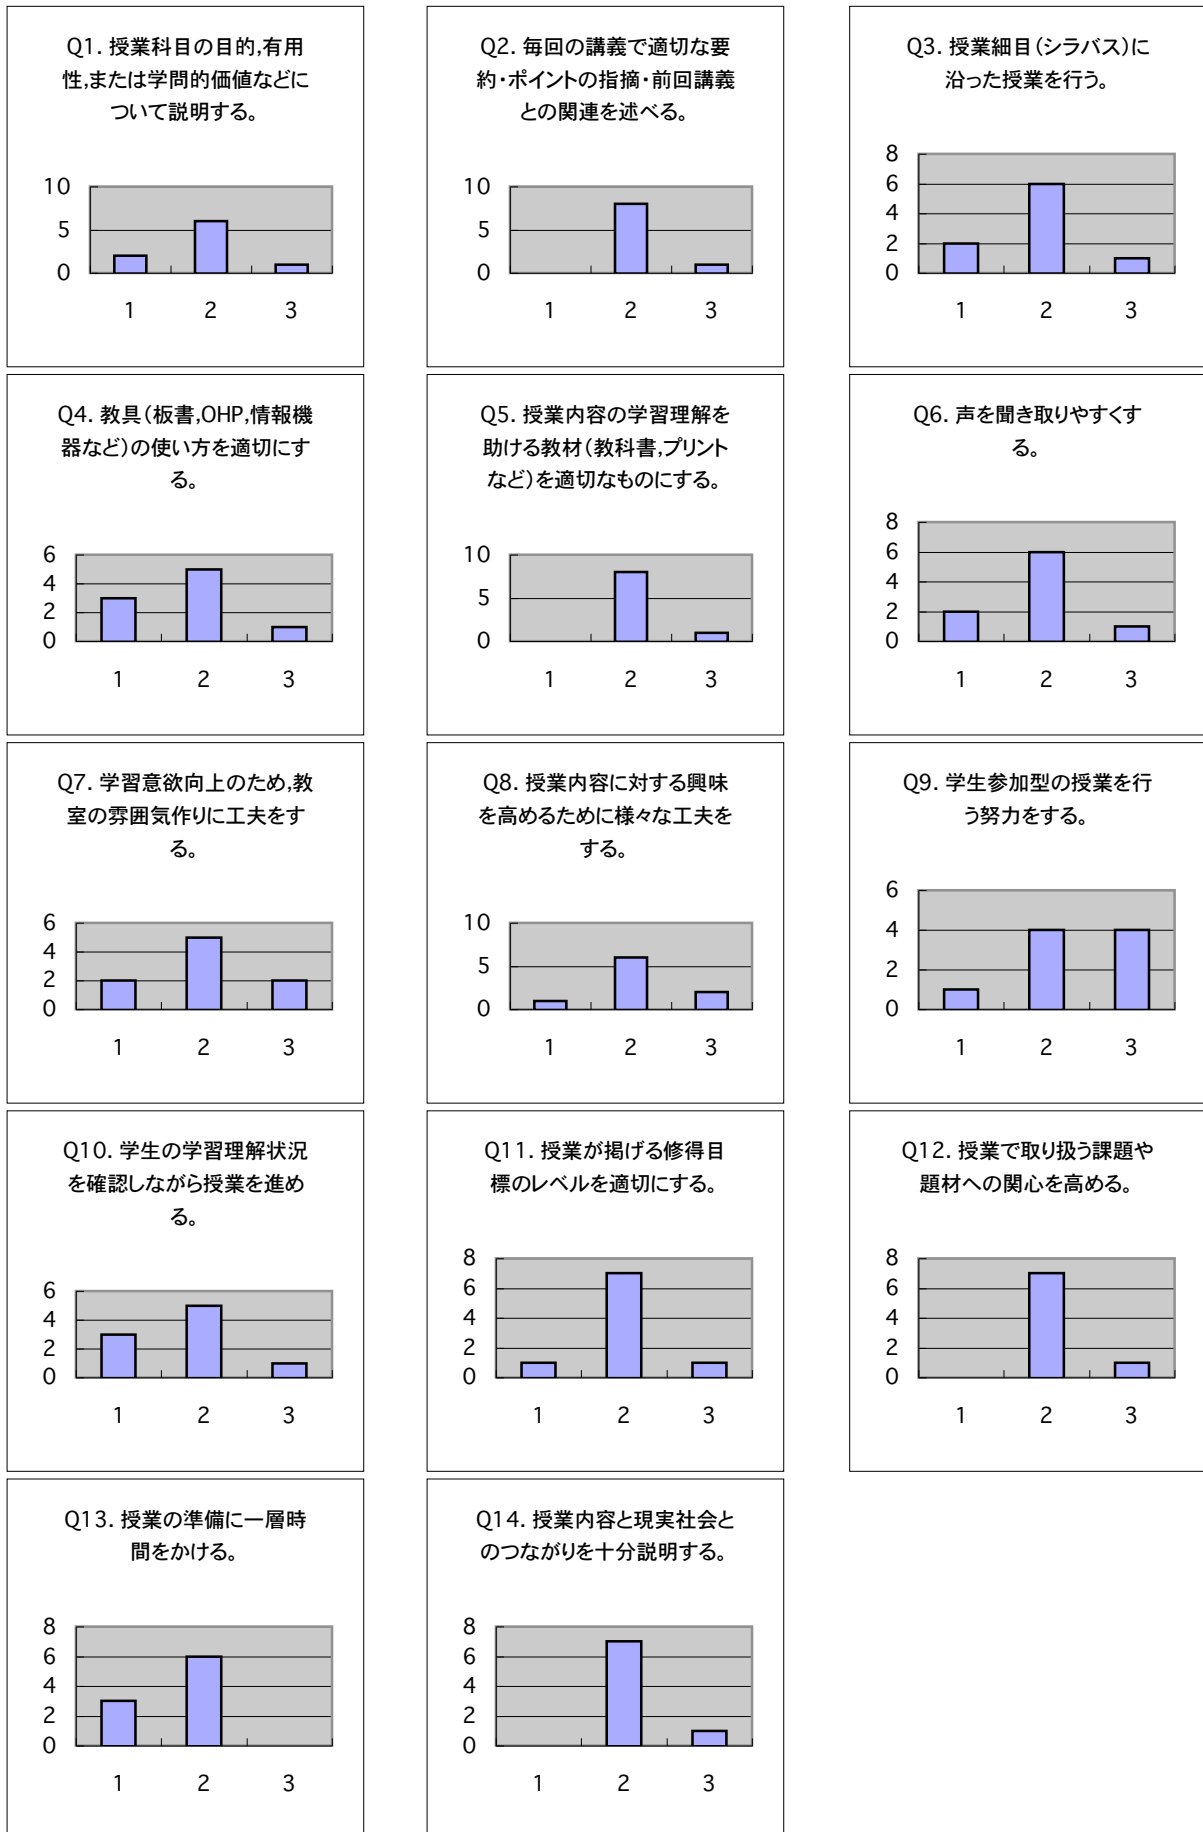 Q1. 授業科目の目的,有用
性,または学問的価値などに
ついて説明する。
10
5
0
1 2 3
Q2. 毎回の講義で適切な要
約・ポイントの指摘・前回講義
との関連を述べる。
10
5
0
1 2 3
Q3. 授業細目(シラバス)に
沿った授業を行う。
8
6
4
2
0
1 2 3
Q4. 教具(板書,OHP,情報機
器など)の使い方を適切にす
る。
6
4
2
0
1 2 3
Q5. 授業内容の学習理解を
助ける教材(教科書,プリント
など)を適切なものにする。
10
5
0
1 2 3
Q6. 声を聞き取りやすくす
る。
8
6
4
2
0
1 2 3
Q7. 学習意欲向上のため,教
室の雰囲気作りに工夫をす
る。
6
4
2
0
1 2 3
Q8. 授業内容に対する興味
を高めるために様々な工夫を
する。
10
5
0
1 2 3
Q9. 学生参加型の授業を行
う努力をする。
6
4
2
0
1 2 3
Q10. 学生の学習理解状況
を確認しながら授業を進め
る。
6
4
2
0
1 2 3
Q11. 授業が掲げる修得目
標のレベルを適切にする。
8
6
4
2
0
1 2 3
Q12. 授業で取り扱う課題や
題材への関心を高める。
8
6
4
2
0
1 2 3
Q13. 授業の準備に一層時
間をかける。
8
6
4
2
0
1 2 3
Q14. 授業内容と現実社会と
のつながりを十分説明する。
8
6
4
2
0
1 2 3